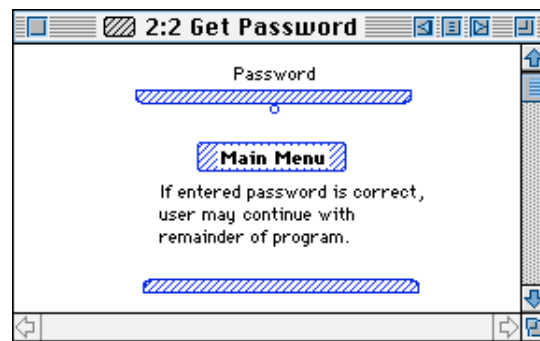 2:2 Get Password
Password
Main Menu
If entered password is correct,
user may continue with
remainder of program.